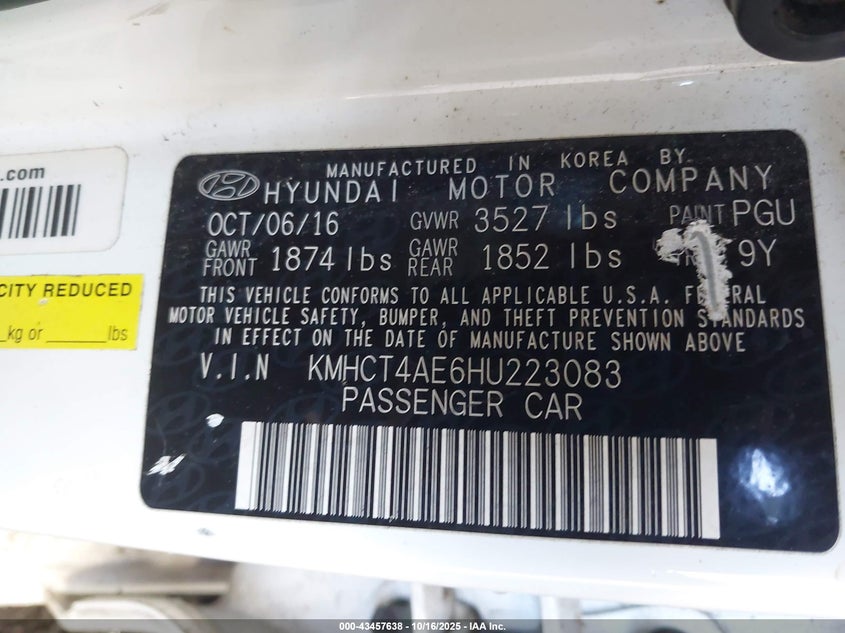 .com
CITY REDUCED
kg or ______lbs
MANUFACTURED IN KOREA BY
HYUNDAI MOTOR COMPANY
OCT/06/16 GVWR 3527 lbs PAINT PGU
GAWR FRONT 1874 lbs GAWR REAR 1852 lbs 9Y
THIS VEHICLE CONFORMS TO ALL APPLICABLE U.S.A. FEDERAL
MOTOR VEHICLE SAFETY, BUMPER, AND THEFT PREVENTION STANDARDS
IN EFFECT ON THE DATE OF MANUFACTURE SHOWN ABOVE
V.I.N KMHCT4AE6HU223083
PASSENGER CAR
000-43457638 - 10/16/2025 - IAA Inc.